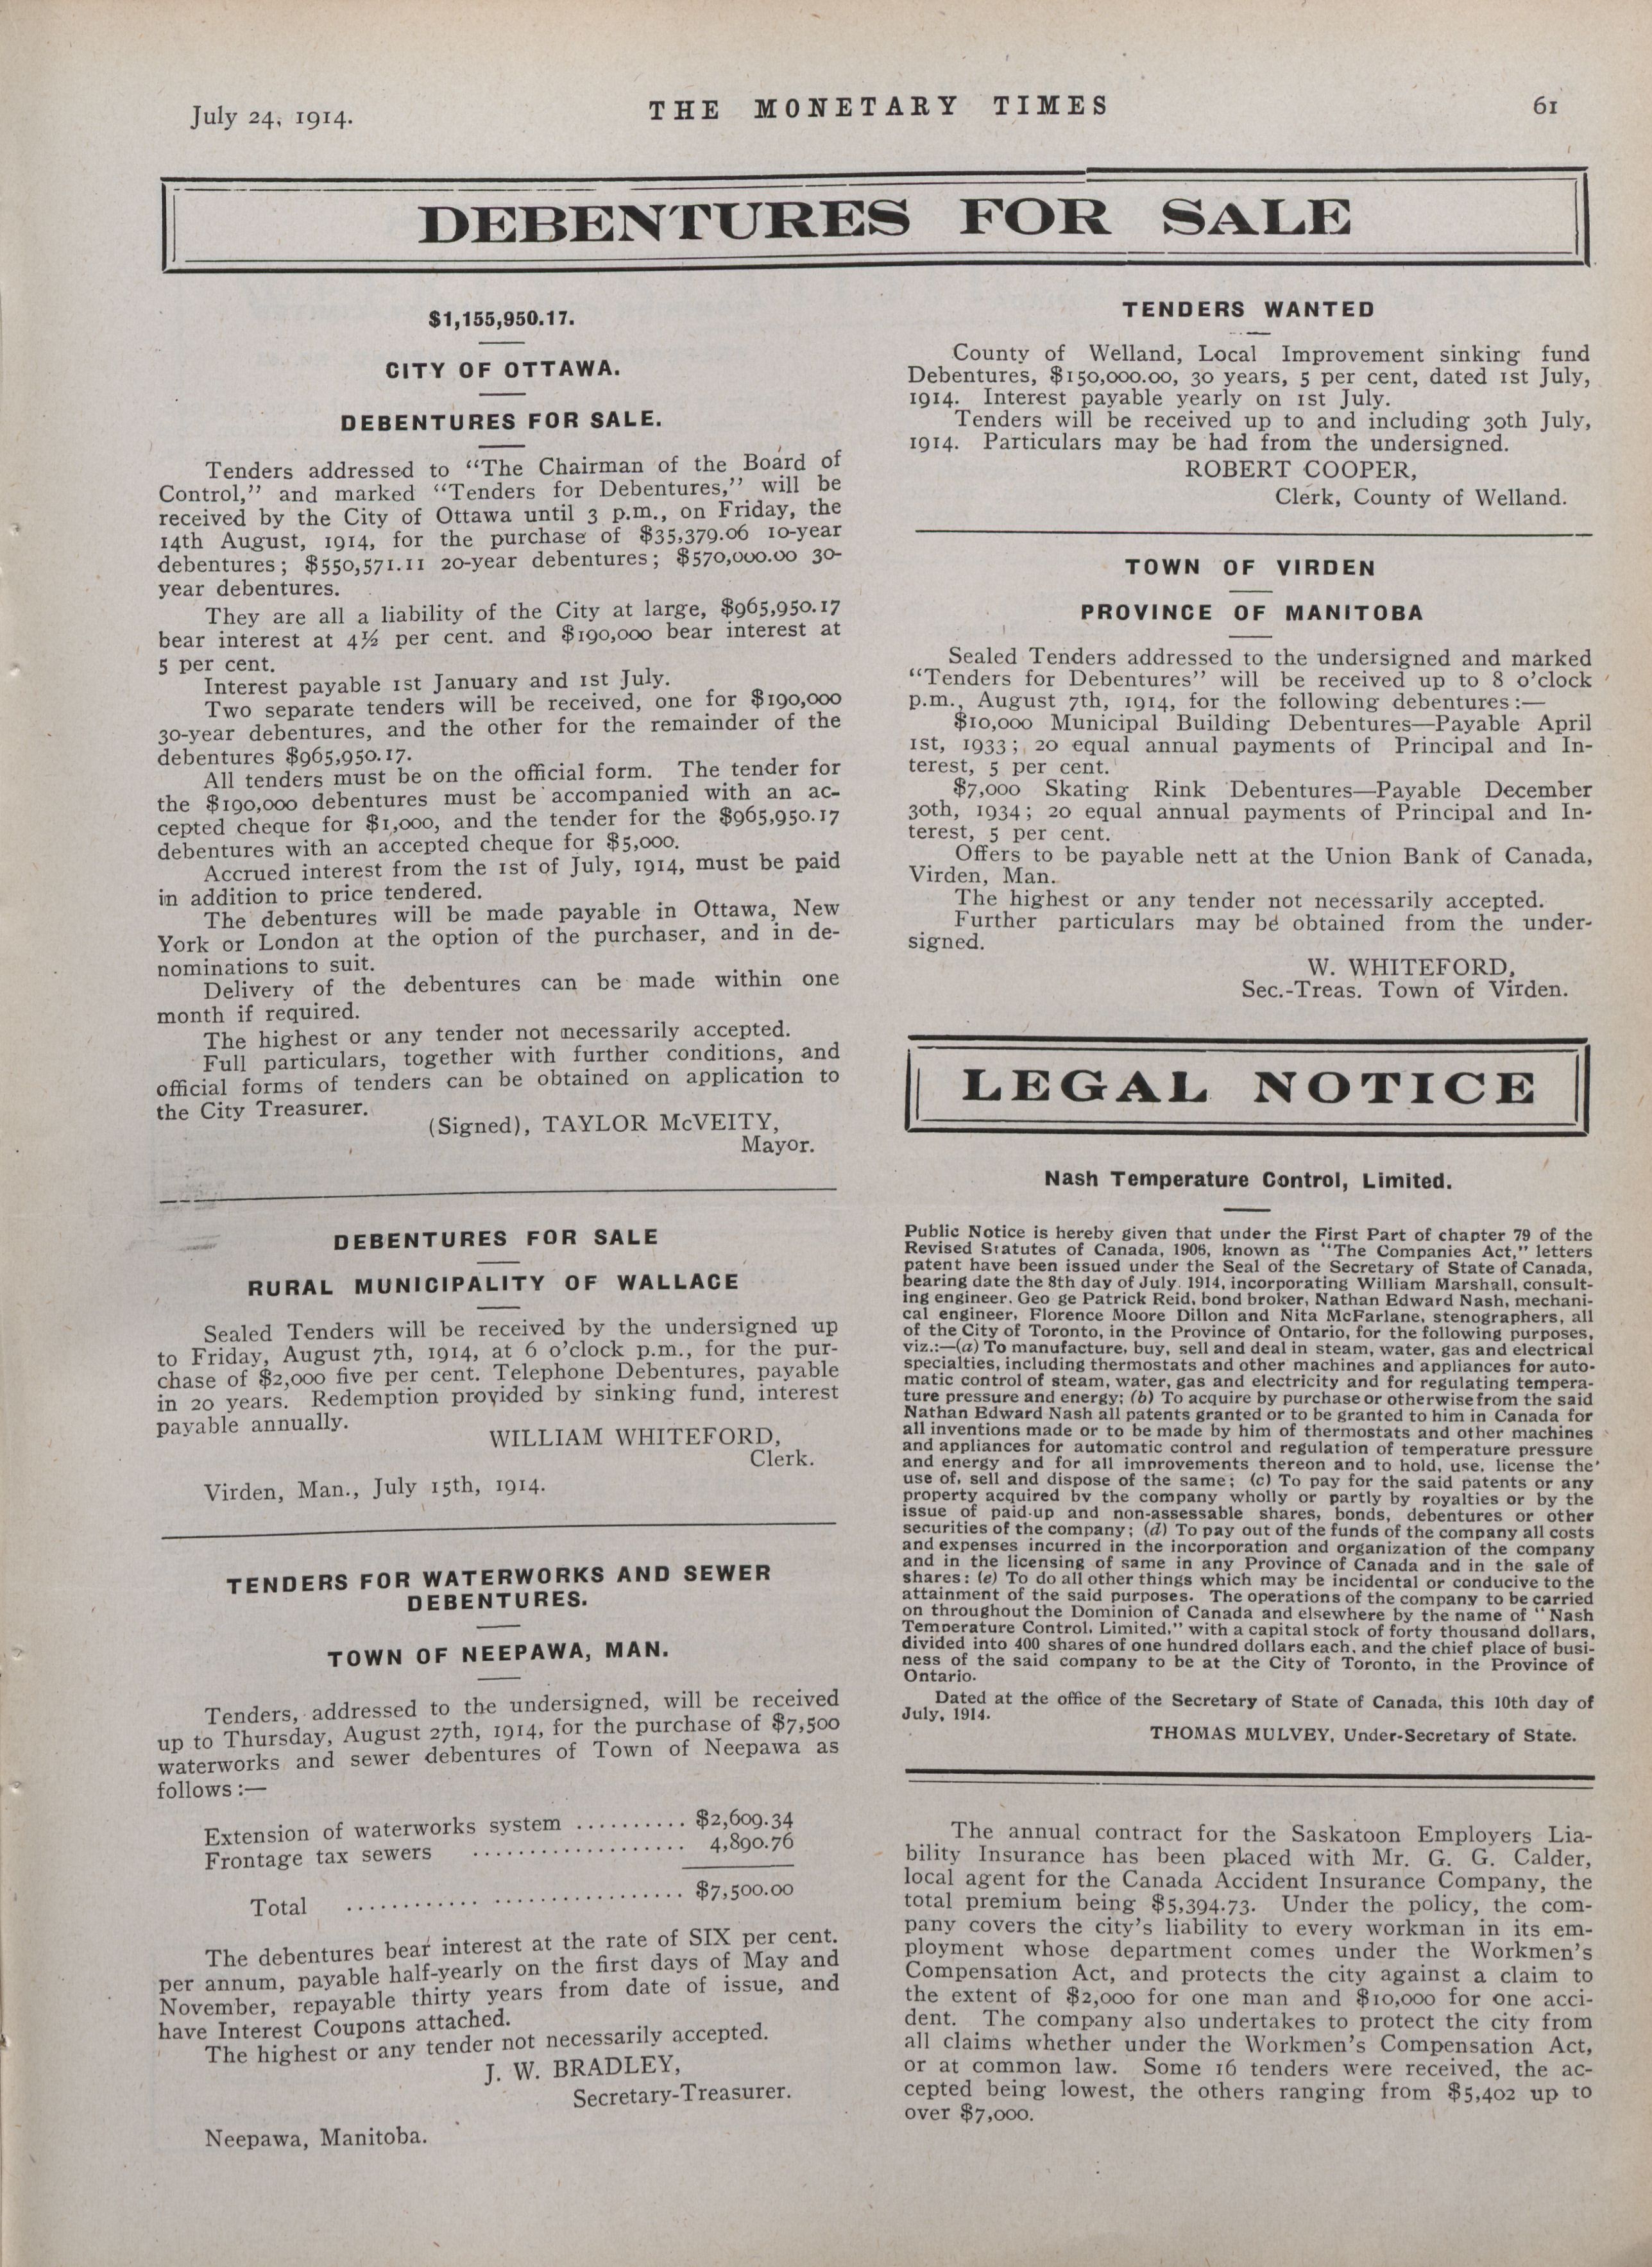 July 24, 1914.
THE MONETARY TIMES
61
DEBENTURES FOR SALE
$1,155,950.17.
CITY OF OTTAWA.
DEBENTURES FOR SALE.
Tenders addressed to “The Chairman of the Board of
Control,” and marked “Tenders for Debentures,” will be
received by the City of Ottawa until 3 p.m., on Friday, the
14th August, 1914, for the purchase of $35,379.06 10-year
debentures; $550,571.11 20-year debentures; $570,000.00 30-
year debentures.
They are all a liability of the City at large, $965,950.17
bear interest at 4½ per cent. and $190,000 bear interest at
5 per cent.
Interest payable 1st January and 1st July.
Two separate tenders will be received, one for $190,000
30-year debentures, and the other for the remainder of the
debentures $965,950.17.
All tenders must be on the official form. The tender for
the $190,000 debentures must be accompanied with an ac-
cepted cheque for $1,000, and the tender for the $965,950.17
debentures with an accepted cheque for $5,000.
Accrued interest from the 1st of July, 1914, must be paid
in addition to price tendered.
The debentures will be made payable in Ottawa, New
York or London at the option of the purchaser, and in de-
nominations to suit.
Delivery of the debentures can be made within one
month if required.
The highest or any tender not necessarily accepted.
Full particulars, together with further conditions, and
official forms of tenders can be obtained on application to
the City Treasurer.
(Signed), TAYLOR McVEITY,
Mayor.
DEBENTURES FOR SALE
RURAL MUNICIPALITY OF WALLACE
Sealed Tenders will be received by the undersigned up
to Friday, August 7th, 1914, at 6 o’clock p.m., for the pur-
chase of $2,000 five per cent. Telephone Debentures, payable
in 20 years. Redemption provided by sinking fund, interest
payable annually.
WILLIAM WHITEFORD,
Clerk.
Virden, Man., July 15th, 1914.
TENDERS FOR WATERWORKS AND SEWER
DEBENTURES.
TOWN OF NEEPAWA, MAN.
Tenders, addressed to the undersigned, will be received
up to Thursday, August 27th, 1914, for the purchase of $7,500
waterworks and sewer debentures of Town of Neepawa as
follows:—
Extension of waterworks system .......... $2,609.34
Frontage tax sewers ................... 4,890.76
Total ............................. $7,500.00
The debentures bear interest at the rate of SIX per cent.
per annum, payable half-yearly on the first days of May and
November, repayable thirty years from date of issue, and
have Interest Coupons attached.
The highest or any tender not necessarily accepted.
J. W. BRADLEY,
Secretary-Treasurer.
Neepawa, Manitoba.
TENDERS WANTED
County of Welland, Local Improvement sinking fund
Debentures, $150,000.00, 30 years, 5 per cent, dated 1st July,
1914. Interest payable yearly on 1st July.
Tenders will be received up to and including 30th July,
1914. Particulars may be had from the undersigned.
ROBERT COOPER,
Clerk, County of Welland.
TOWN OF VIRDEN
PROVINCE OF MANITOBA
Sealed Tenders addressed to the undersigned and marked
“Tenders for Debentures” will be received up to 8 o’clock
p.m., August 7th, 1914, for the following debentures:—
$10,000 Municipal Building Debentures—Payable April
1st, 1933; 20 equal annual payments of Principal and In-
terest, 5 per cent.
$7,000 Skating Rink Debentures—Payable December
30th, 1934; 20 equal annual payments of Principal and In-
terest, 5 per cent.
Offers to be payable nett at the Union Bank of Canada,
Virden, Man.
The highest or any tender not necessarily accepted.
Further particulars may be obtained from the under-
signed.
W. WHITEFORD,
Sec.-Treas. Town of Virden.
LEGAL NOTICE
Nash Temperature Control, Limited.
Public Notice is hereby given that under the First Part of chapter 79 of the
Revised Statutes of Canada, 1906, known as “The Companies Act,” letters
patent have been issued under the Seal of the Secretary of State of Canada,
bearing date the 8th day of July, 1914, incorporating William Marshall, consult-
ing engineer, Geo ge Patrick Reid, bond broker, Nathan Edward Nash, mechani-
cal engineer, Florence Moore Dillon and Nita McFarlane, stenographers, all
of the City of Toronto, in the Province of Ontario, for the following purposes,
viz.:—(a) To manufacture, buy, sell and deal in steam, water, gas and electrical
specialties, including thermostats and other machines and appliances for auto-
matic control of steam, water, gas and electricity and for regulating tempera-
ture pressure and energy; (b) To acquire by purchase or otherwise from the said
Nathan Edward Nash all patents granted or to be granted to him in Canada for
all inventions made or to be made by him of thermostats and other machines
and appliances for automatic control and regulation of temperature pressure
and energy and for all improvements thereon and to hold, use, license the
use of, sell and dispose of the same; (c) To pay for the said patents or any
property acquired by the company wholly or partly by royalties or by the
issue of paid-up and non-assessable shares, bonds, debentures or other
securities of the company; (d) To pay out of the funds of the company all costs
and expenses incurred in the incorporation and organization of the company
and in the licensing of same in any Province of Canada and in the sale of
shares: (e) To do all other things which may be incidental or conducive to the
attainment of the said purposes. The operations of the company to be carried
on throughout the Dominion of Canada and elsewhere by the name of “Nash
Temperature Control, Limited,” with a capital stock of forty thousand dollars,
divided into 400 shares of one hundred dollars each, and the chief place of busi-
ness of the said company to be at the City of Toronto, in the Province of
Ontario.
Dated at the office of the Secretary of State of Canada, this 10th day of
July, 1914.
THOMAS MULVEY, Under-Secretary of State.
The annual contract for the Saskatoon Employers Lia-
bility Insurance has been placed with Mr. G. G. Calder,
local agent for the Canada Accident Insurance Company, the
total premium being $5,394.73. Under the policy, the com-
pany covers the city’s liability to every workman in its em-
ployment whose department comes under the Workmen’s
Compensation Act, and protects the city against a claim to
the extent of $2,000 for one man and $10,000 for one acci-
dent. The company also undertakes to protect the city from
all claims whether under the Workmen’s Compensation Act,
or at common law. Some 16 tenders were received, the ac-
cepted being lowest, the others ranging from $5,402 up to
over $7,000.